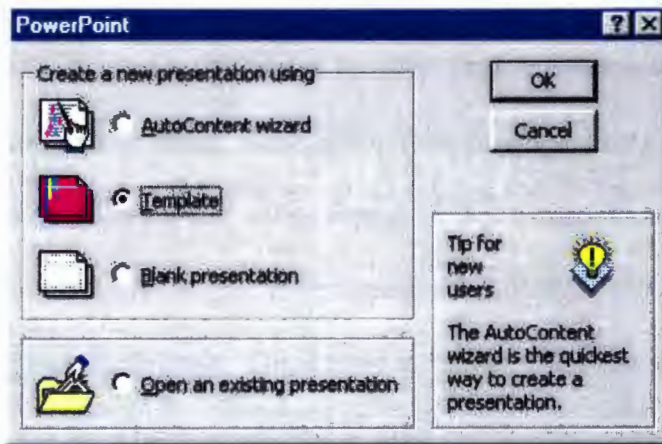 PowerPoint
Create a new presentation using
AutoContent wizard
Template
Blank presentation
Open an existing presentation
OK
Cancel
Tip for
new
users
The AutoContent
wizard is the quickest
way to create a
presentation.